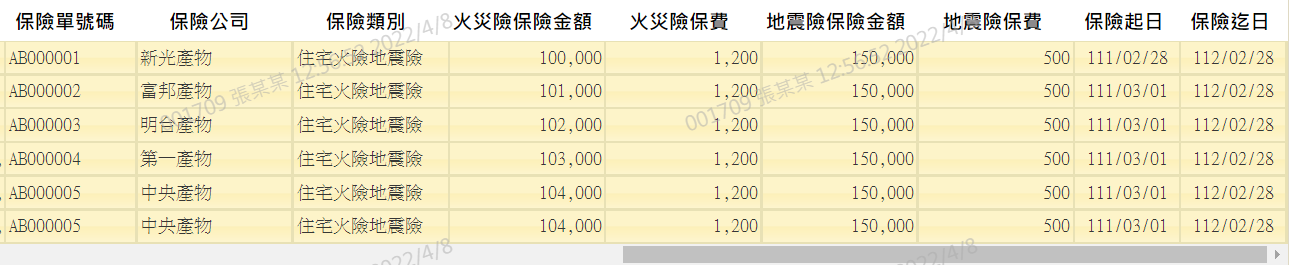 保險單號碼 保險公司 保險類別 火災險保險金額 火災險保費 地震險保險金額 地震險保費 保險起日 保險迄日
AB000001 新光產物 住宅火險地震險 100,000 1,200 150,000 500 111/02/28 112/02/28
AB000002 富邦產物 住宅火險地震險 101,000 1,200 150,000 500 111/03/01 112/02/28
AB000003 明台產物 住宅火險地震險 102,000 1,200 150,000 500 111/03/01 112/02/28
AB000004 第一產物 住宅火險地震險 103,000 1,200 150,000 500 111/03/01 112/02/28
AB000005 中央產物 住宅火險地震險 104,000 1,200 150,000 500 111/03/01 112/02/28
AB000005 中央產物 住宅火險地震險 104,000 1,200 150,000 500 111/03/01 112/02/28